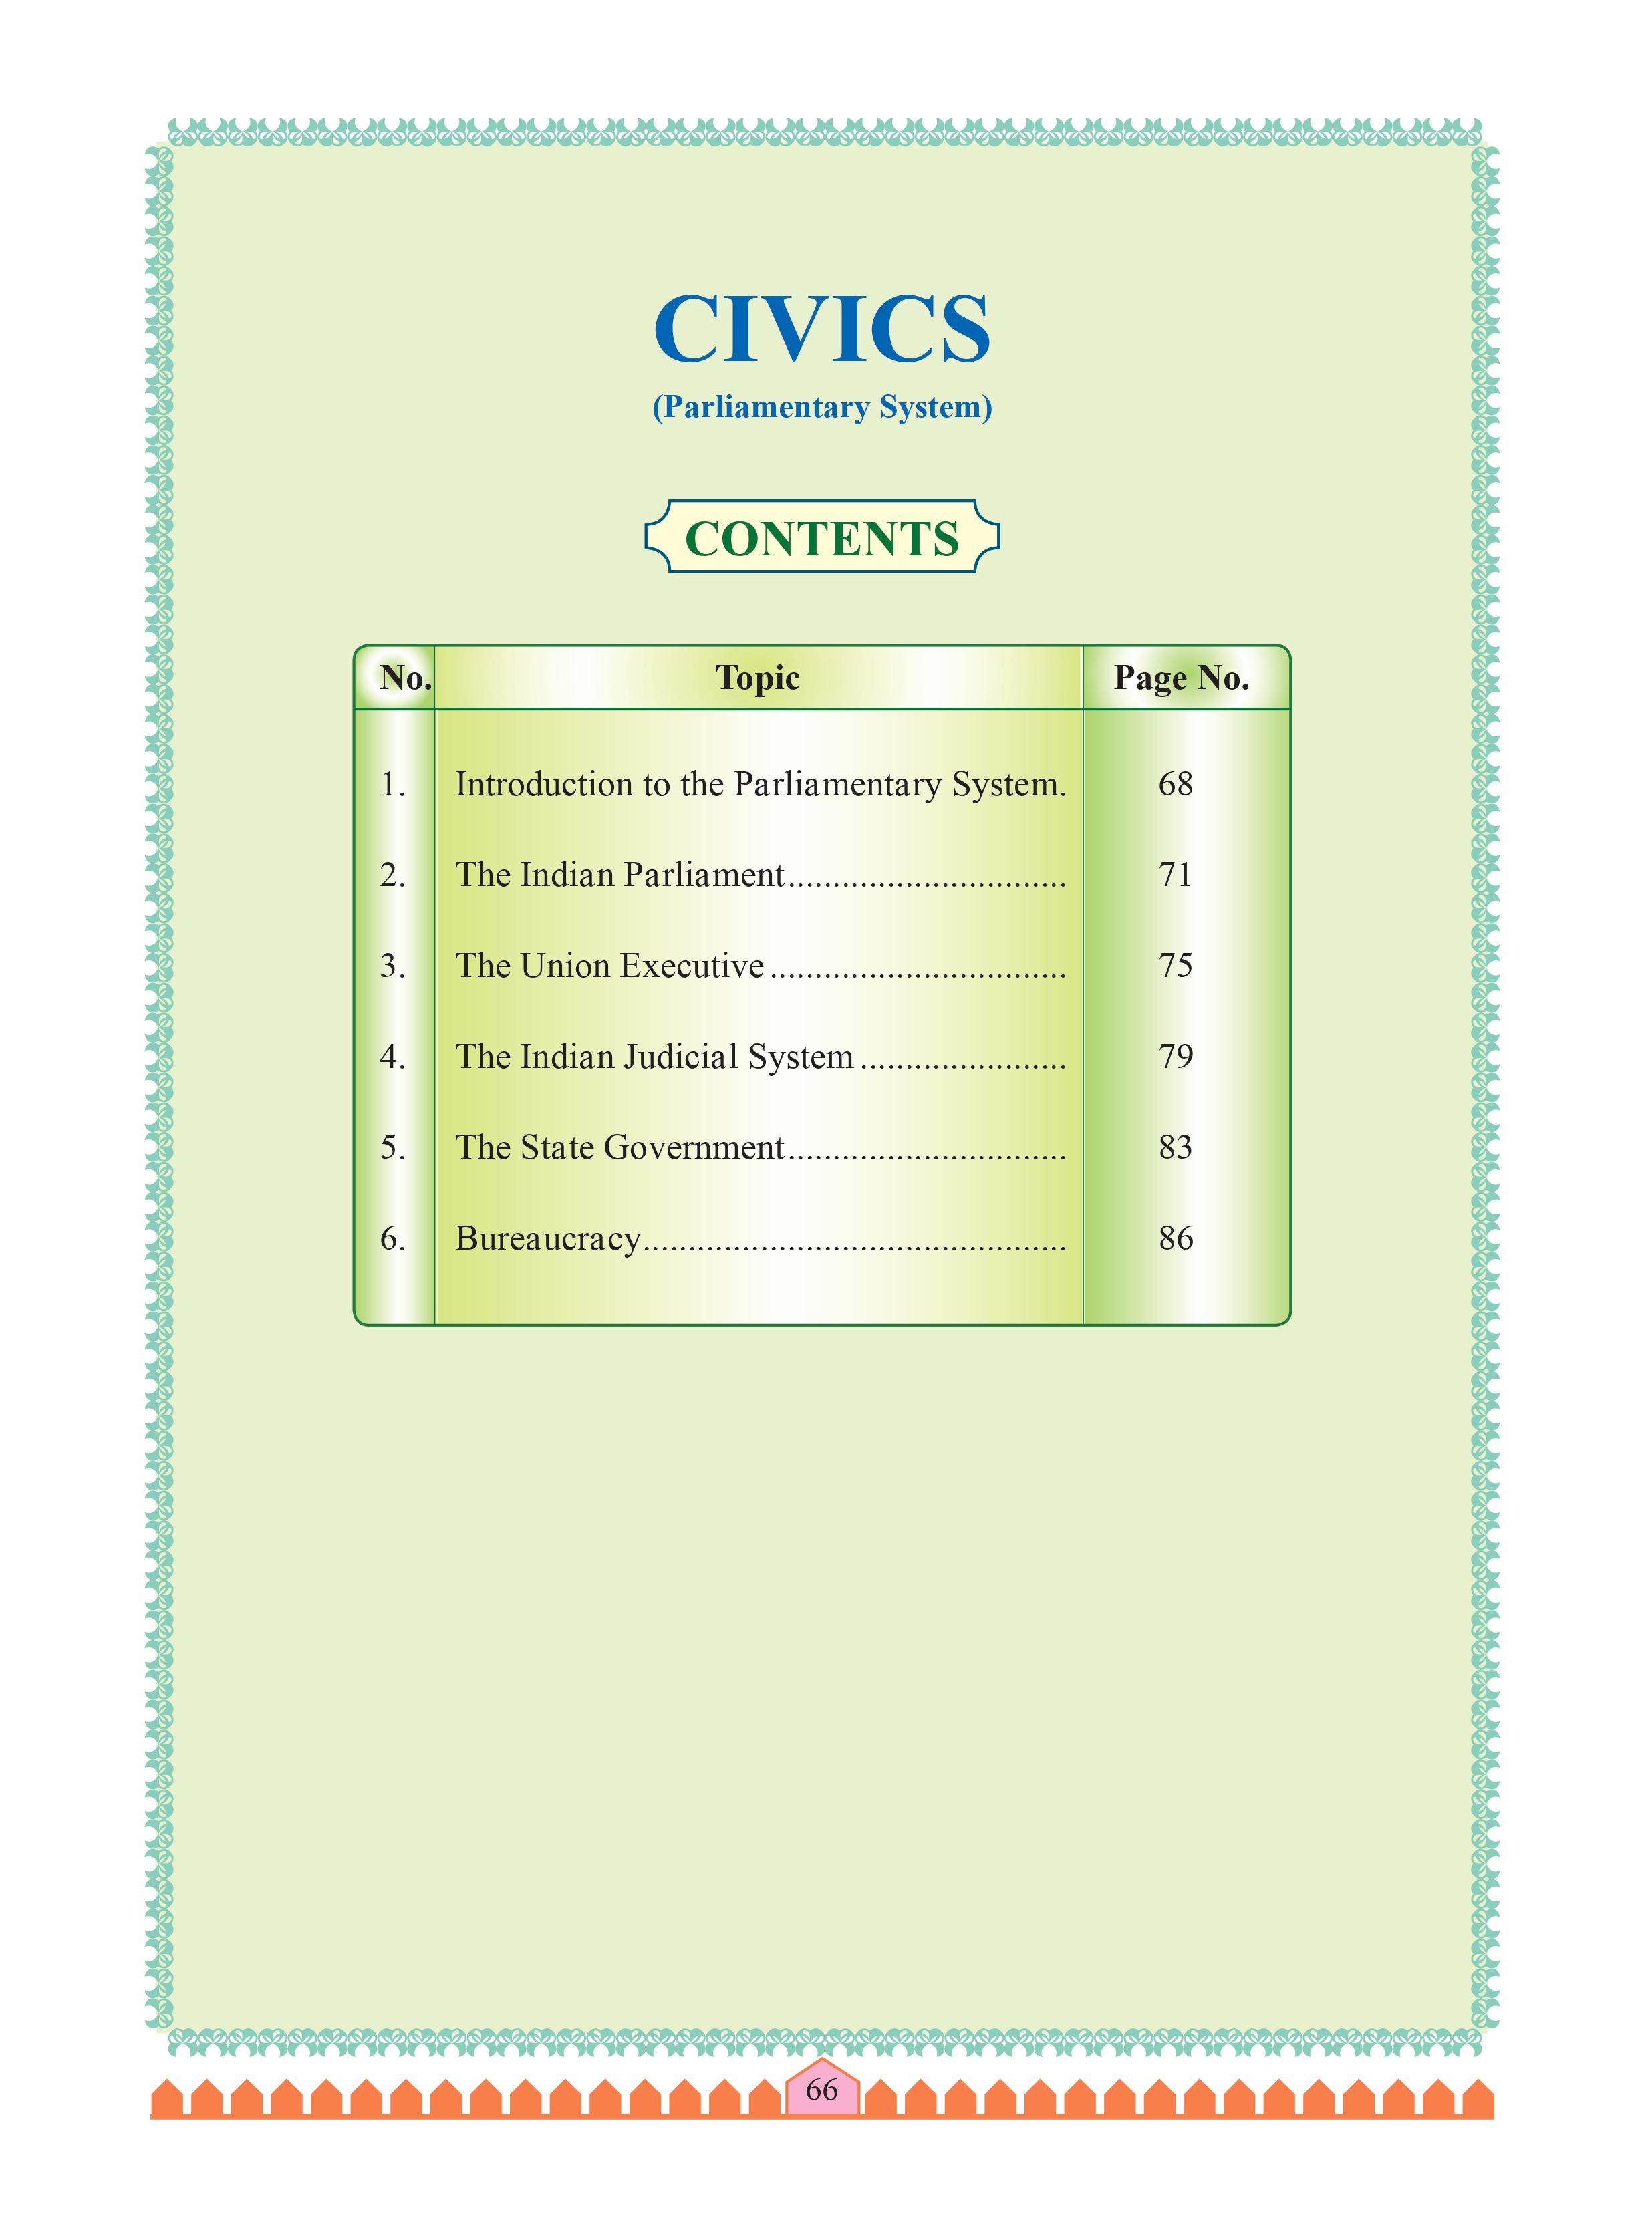 CIVICS
(Parliamentary System)
CONTENTS
No. Topic Page No.
1. Introduction to the Parliamentary System. 68
2. The Indian Parliament............................... 71
3. The Union Executive................................. 75
4. The Indian Judicial System....................... 79
5. The State Government............................... 83
6. Bureaucracy............................................... 86
66